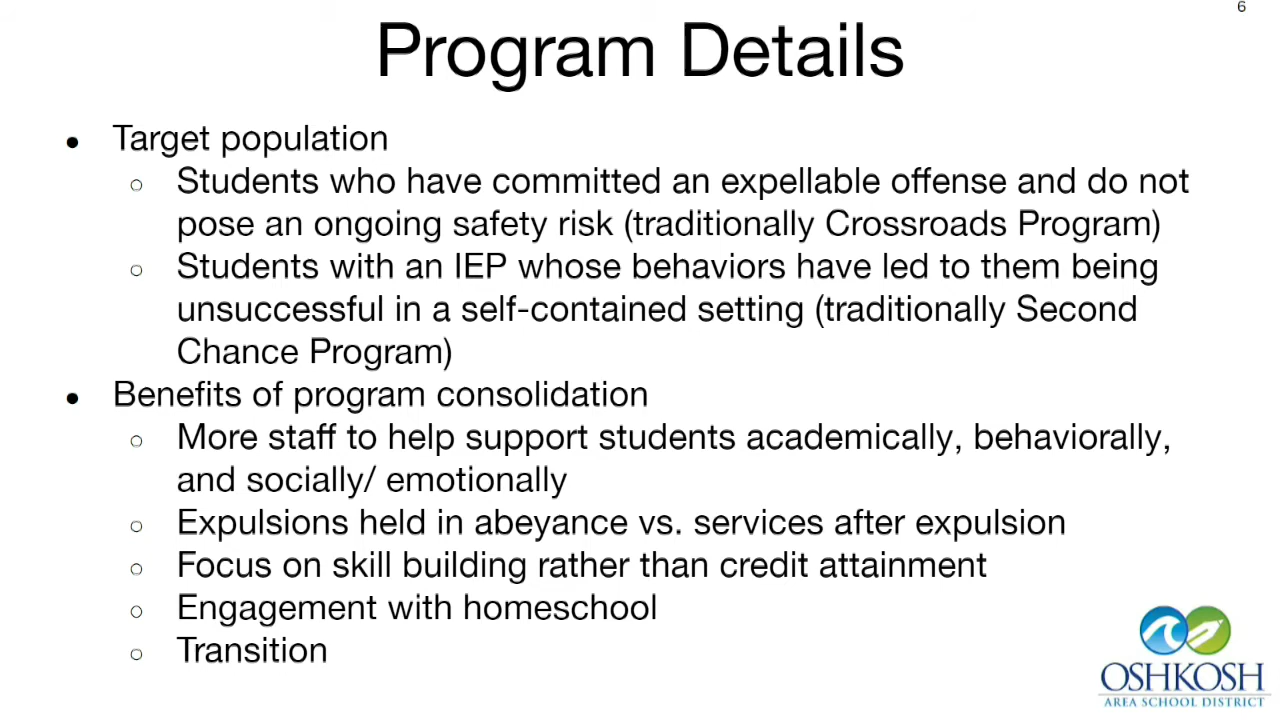 6
Program Details
● Target population
○ Students who have committed an expellable offense and do not
pose an ongoing safety risk (traditionally Crossroads Program)
○ Students with an IEP whose behaviors have led to them being
unsuccessful in a self-contained setting (traditionally Second
Chance Program)
● Benefits of program consolidation
○ More staff to help support students academically, behaviorally,
and socially/ emotionally
○ Expulsions held in abeyance vs. services after expulsion
○ Focus on skill building rather than credit attainment
○ Engagement with homeschool
○ Transition
OSHKOSH
AREA SCHOOL DISTRICT